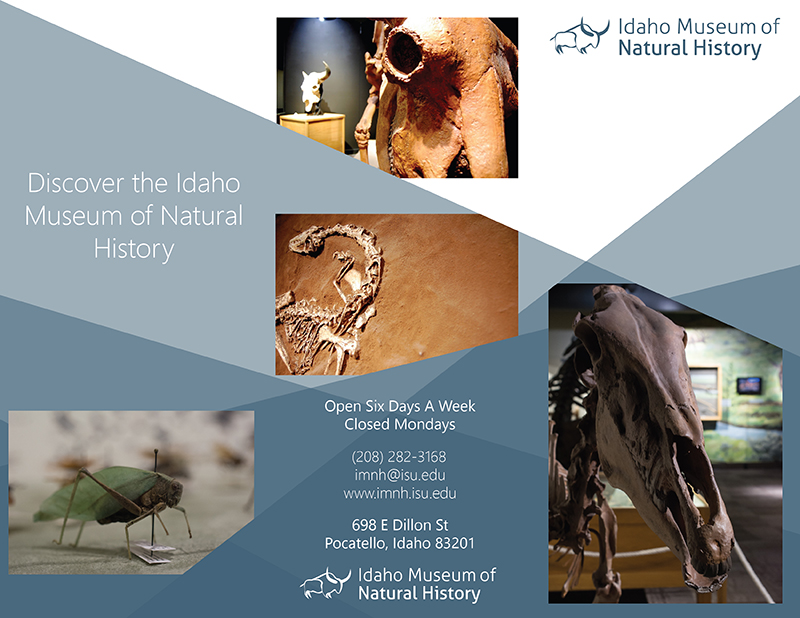 Discover the Idaho
Museum of Natural
History
Open Six Days A Week
Closed Mondays
(208) 282-3168
imnh@isu.edu
www.imnh.isu.edu
698 E Dillon St
Pocatello, Idaho 83201
Idaho Museum of
Natural History
Idaho Museum of
Natural History